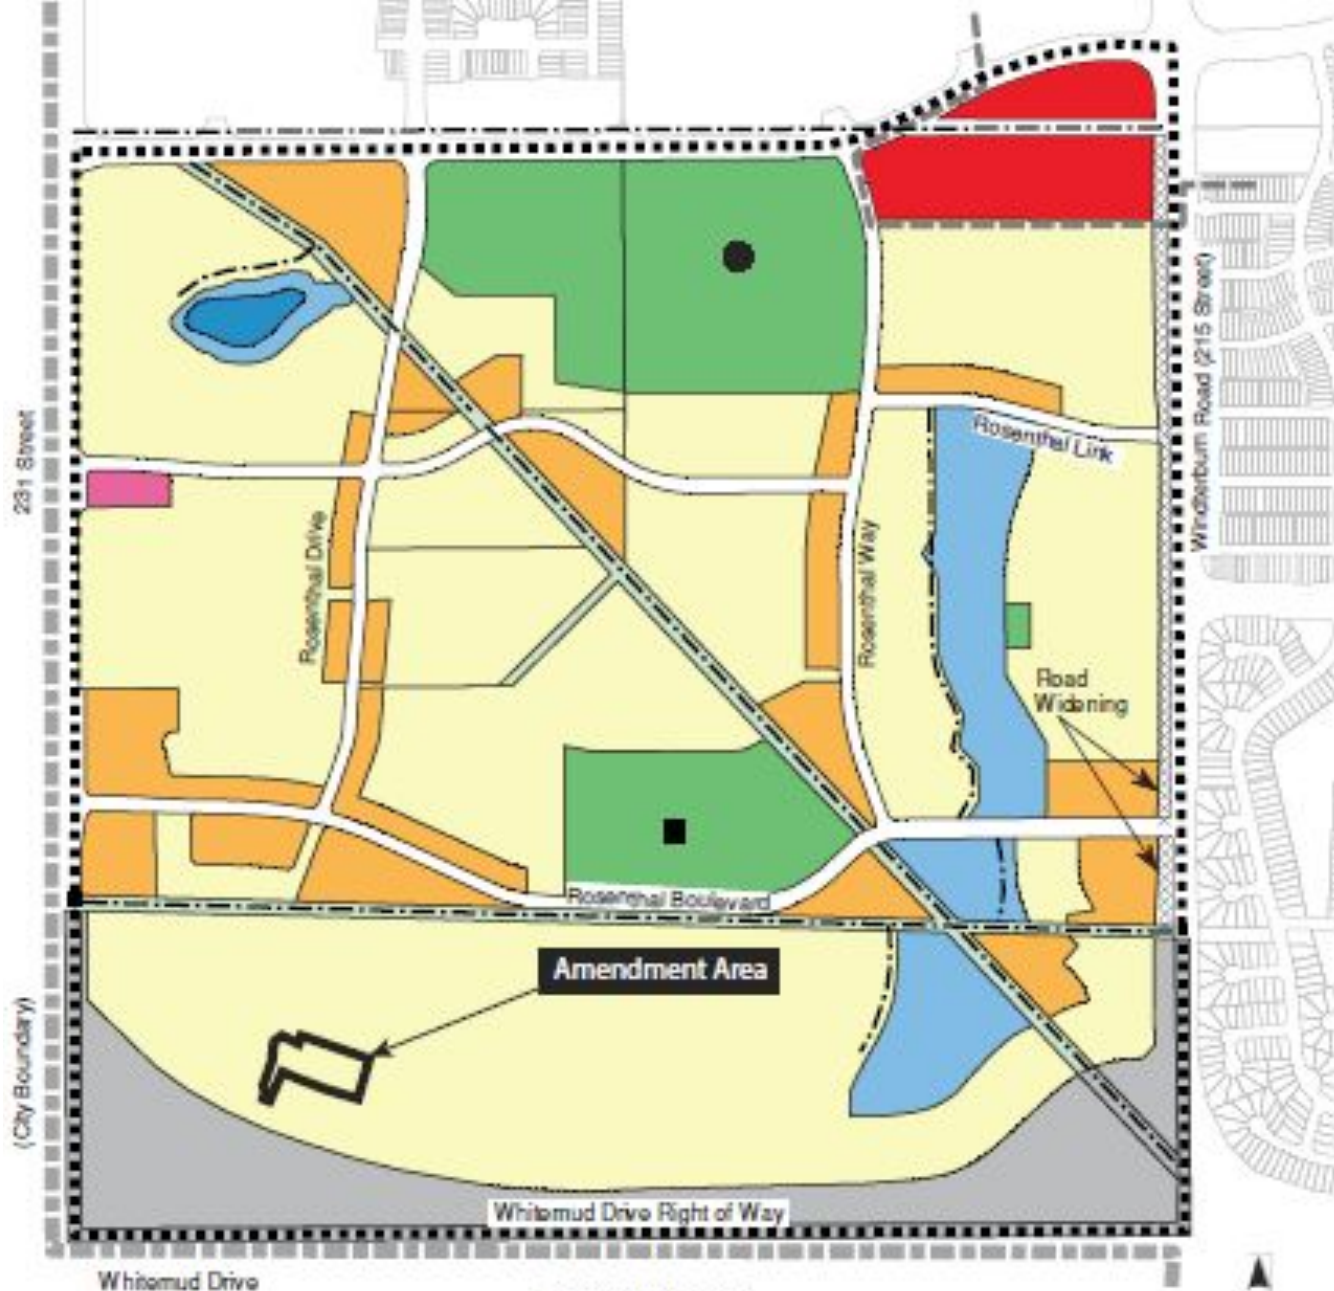 Rosenthal Link
Winterburn Road (215 Street)
231 Street
Rosenthal Drive
Rosenthal Way
Road
Widening
Rosenthal Boulevard
Amendment Area
(City Boundary)
Whitemud Drive Right of Way
Whitemud Drive